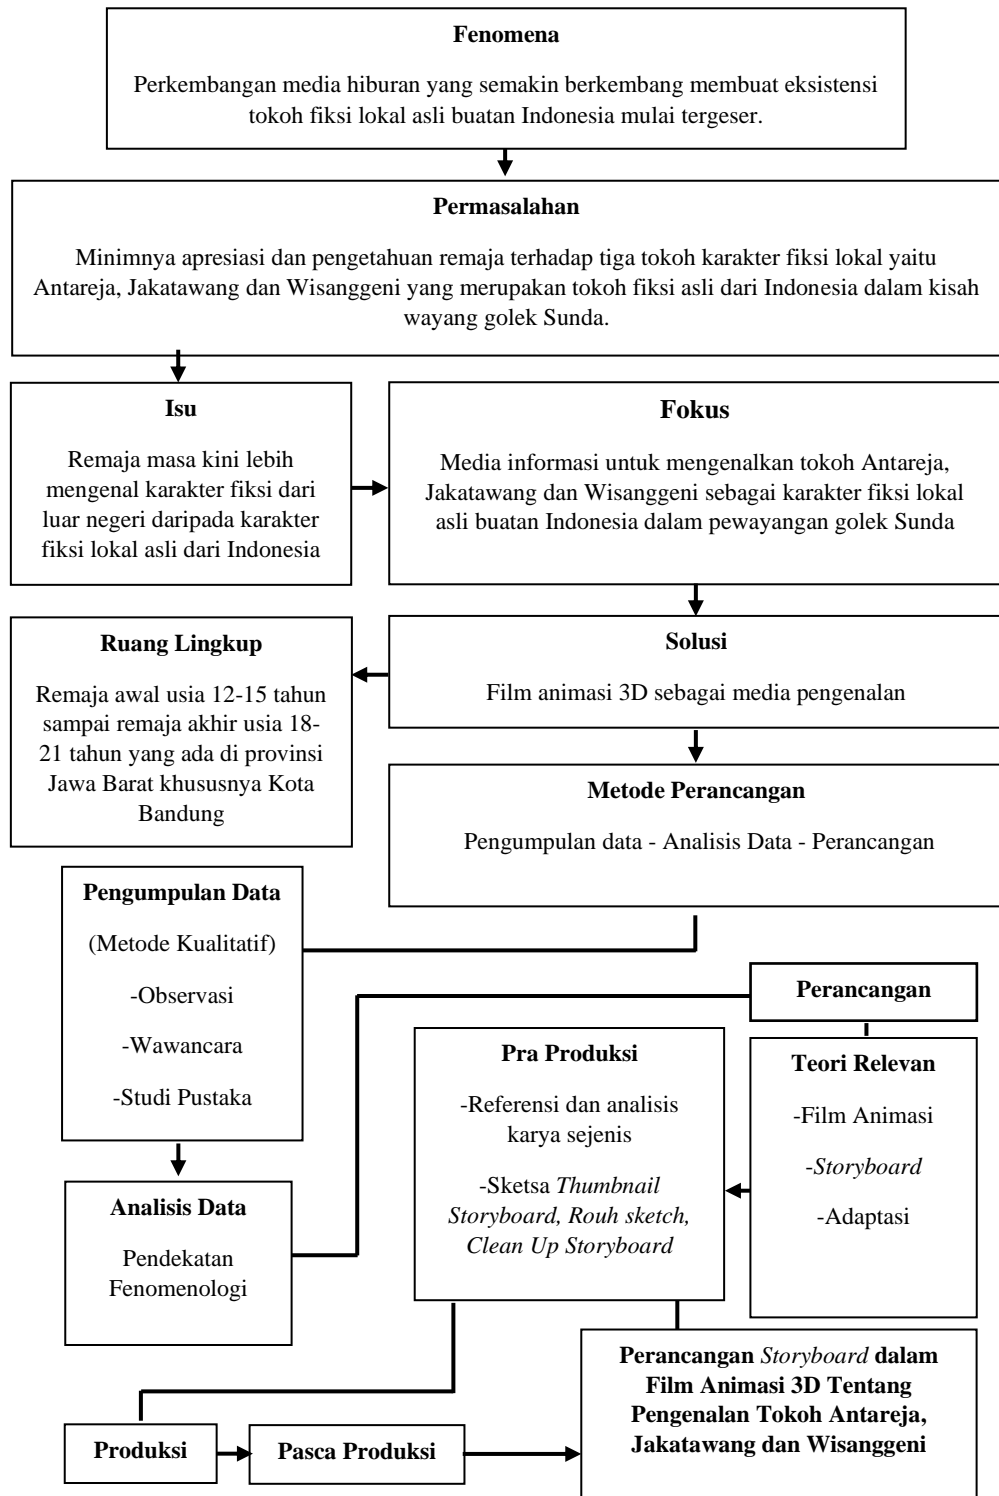 Fenomena
Perkembangan media hiburan yang semakin berkembang membuat eksistensi
tokoh fiksi lokal asli buatan Indonesia mulai tergeser.
Permasalahan
Minimnya apresiasi dan pengetahuan remaja terhadap tiga tokoh karakter fiksi lokal yaitu
Antareja, Jakatawang dan Wisanggeni yang merupakan tokoh fiksi asli dari Indonesia dalam kisah
wayang golek Sunda.
Isu
Remaja masa kini lebih
mengenal karakter fiksi dari
luar negeri daripada karakter
fiksi lokal asli dari Indonesia
Fokus
Media informasi untuk mengenalkan tokoh Antareja,
Jakatawang dan Wisanggeni sebagai karakter fiksi lokal
asli buatan Indonesia dalam pewayangan golek Sunda
Ruang Lingkup
Remaja awal usia 12-15 tahun
sampai remaja akhir usia 18-
21 tahun yang ada di provinsi
Jawa Barat khususnya Kota
Bandung
Solusi
Film animasi 3D sebagai media pengenalan
Metode Perancangan
Pengumpulan data - Analisis Data - Perancangan
Pengumpulan Data
(Metode Kualitatif)
-Observasi
-Wawancara
-Studi Pustaka
Analisis Data
Pendekatan
Fenomenologi
Perancangan
Teori Relevan
-Film Animasi
-Storyboard
-Adaptasi
Pra Produksi
-Referensi dan analisis
karya sejenis
-Sketsa Thumbnail
Storyboard, Rouh sketch,
Clean Up Storyboard
Produksi
Pasca Produksi
Perancangan Storyboard dalam
Film Animasi 3D Tentang
Pengenalan Tokoh Antareja,
Jakatawang dan Wisanggeni